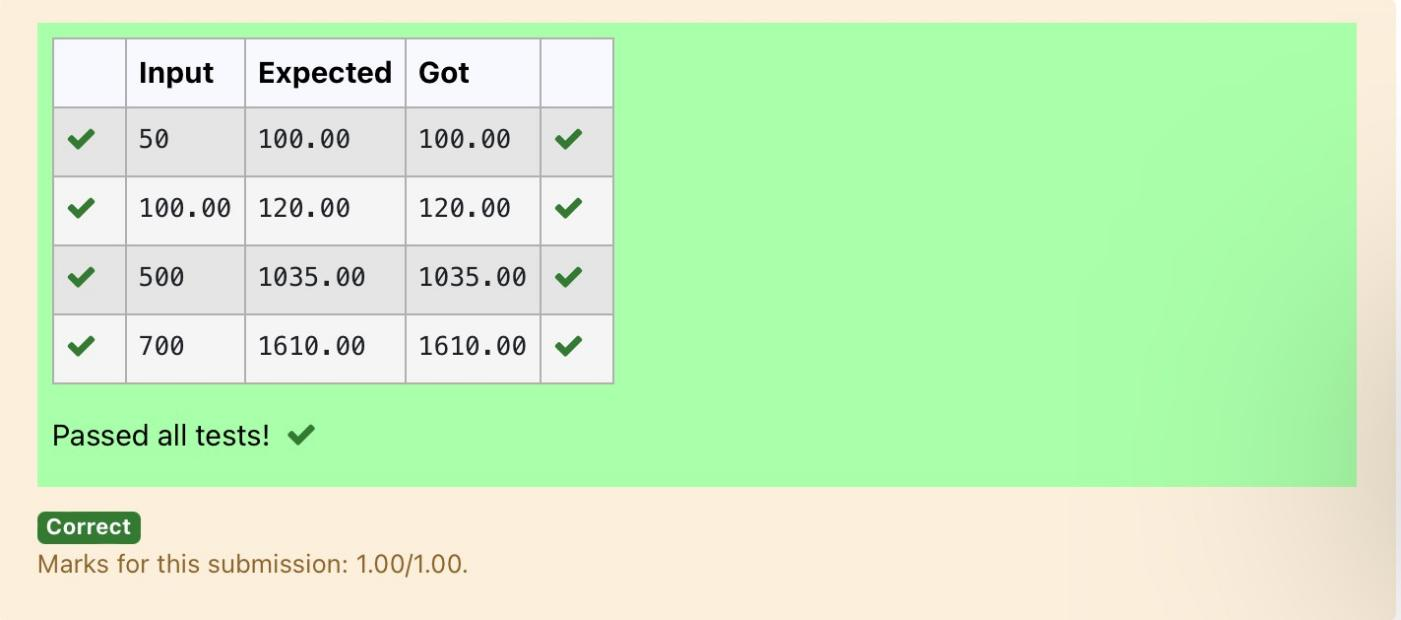 Input Expected Got
50 100.00 100.00
100.00 120.00 120.00
500 1035.00 1035.00
700 1610.00 1610.00
Passed all tests!
Correct
Marks for this submission: 1.00/1.00.